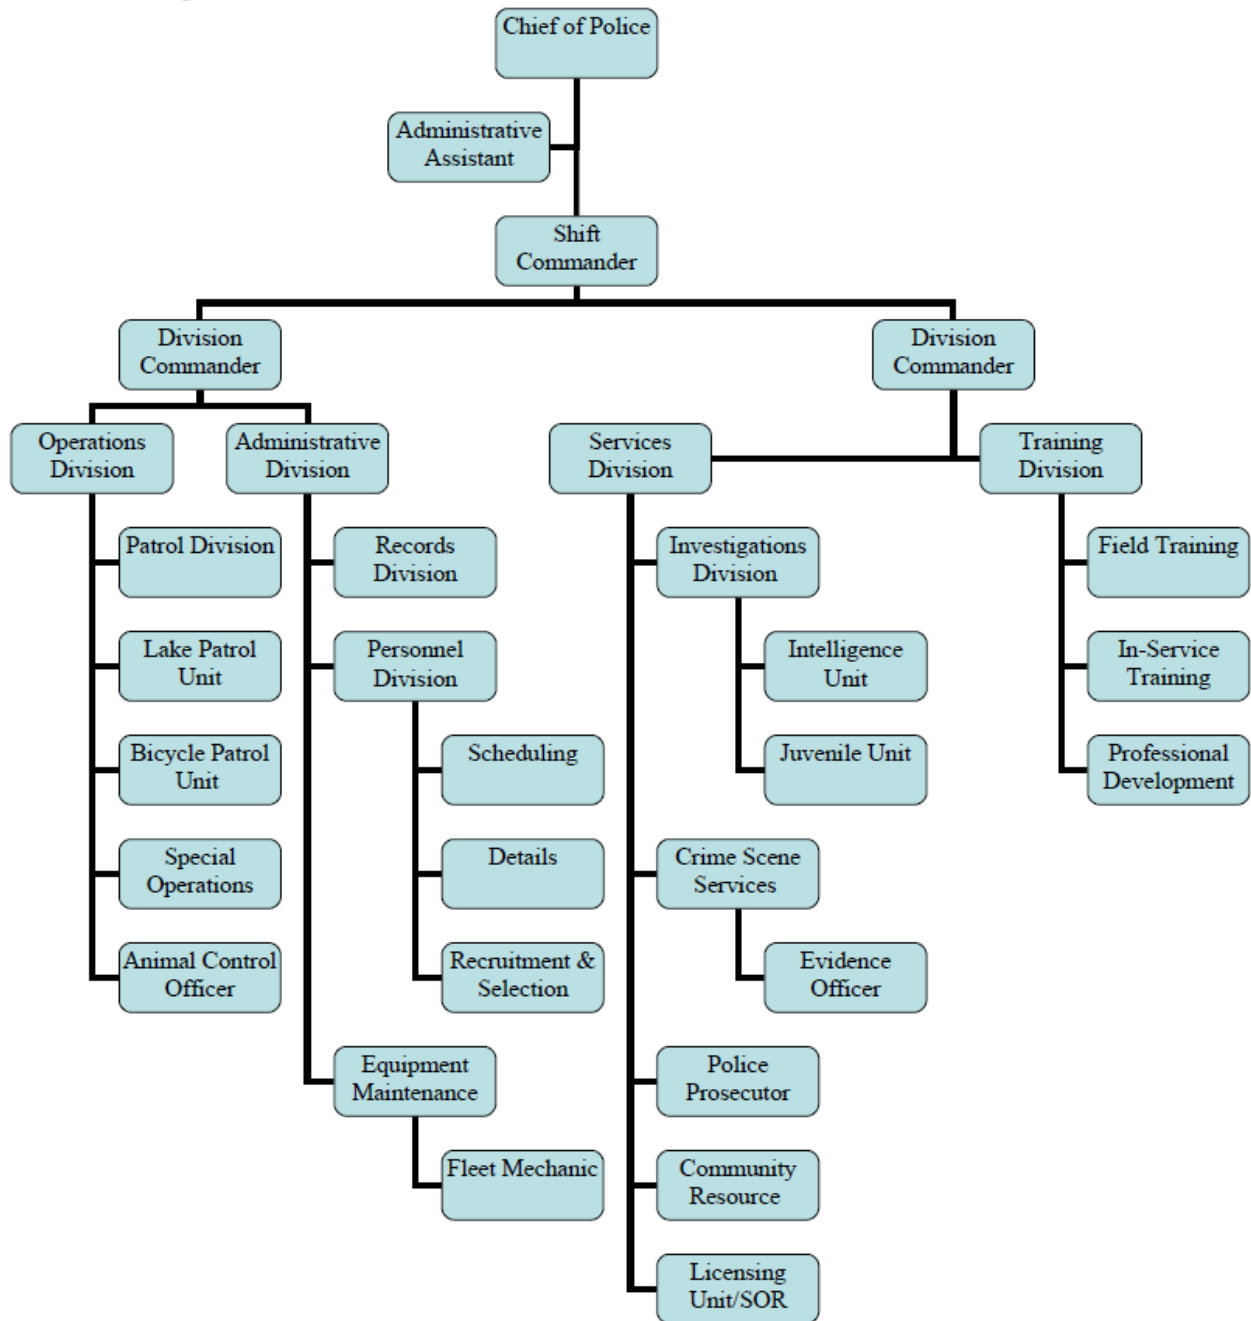 Chief of Police
Administrative
Assistant
Shift
Commander
Division
Commander
Division
Commander
Operations
Division
Administrative
Division
Services
Division
Training
Division
Patrol Division
Lake Patrol
Unit
Bicycle Patrol
Unit
Special
Operations
Animal Control
Officer
Records
Division
Personnel
Division
Scheduling
Details
Recruitment &
Selection
Equipment
Maintenance
Fleet Mechanic
Investigations
Division
Intelligence
Unit
Juvenile Unit
Crime Scene
Services
Evidence
Officer
Police
Prosecutor
Community
Resource
Licensing
Unit/SOR
Field Training
In-Service
Training
Professional
Development